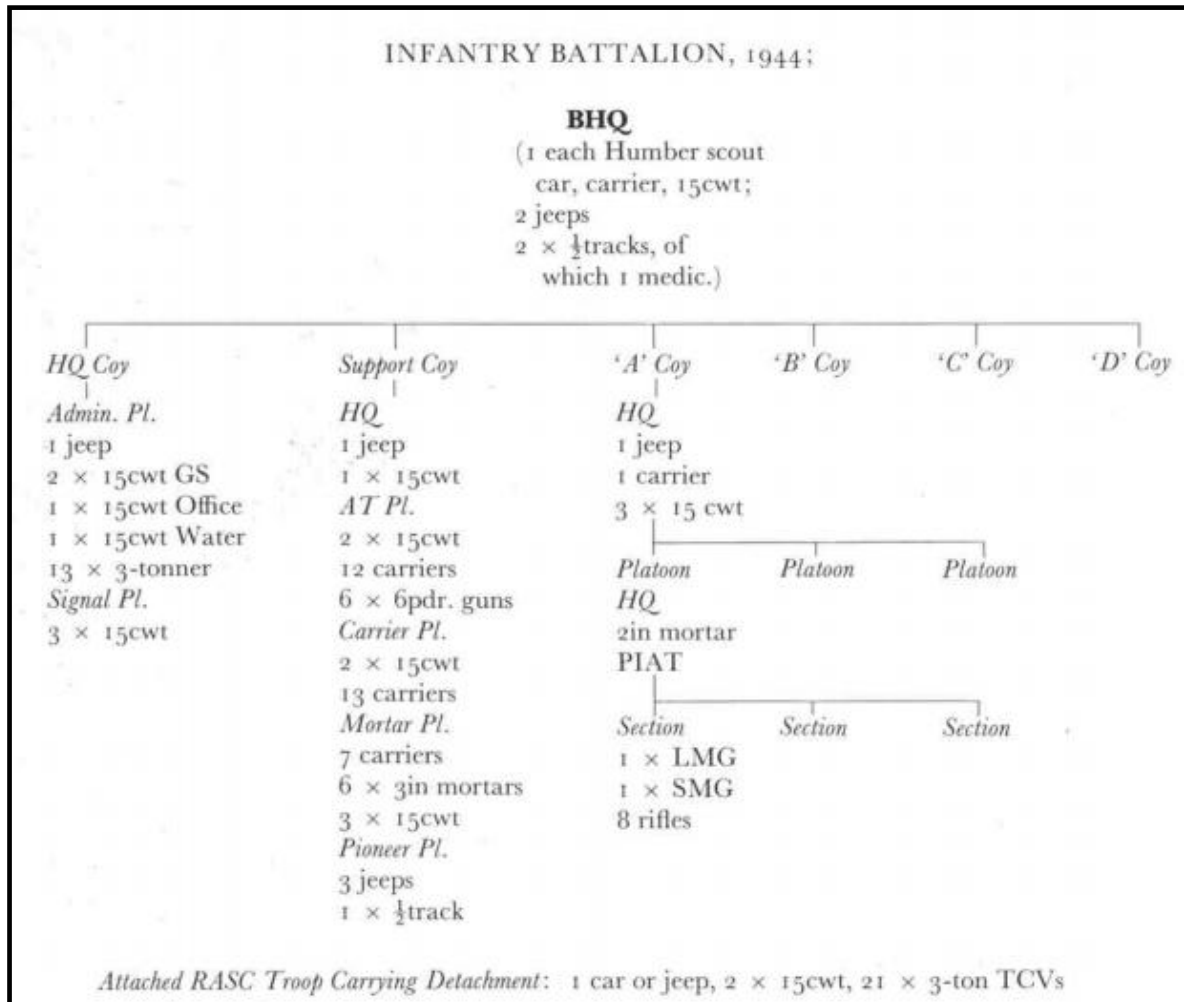 INFANTRY BATTALION, 1944;
BHQ
(1 each Humber scout
car, carrier, 15cwt;
2 jeeps
2 × ½tracks, of
which 1 medic.)
HQ Coy
Admin. Pl.
1 jeep
2 × 15cwt GS
1 × 15cwt Office
1 × 15cwt Water
13 × 3-tonner
Signal Pl.
3 × 15cwt
Support Coy
HQ
1 jeep
1 × 15cwt
AT Pl.
2 × 15cwt
12 carriers
6 × 6pdr. guns
Carrier Pl.
2 × 15cwt
13 carriers
Mortar Pl.
7 carriers
6 × 3in mortars
3 × 15cwt
Pioneer Pl.
3 jeeps
1 × ½track
'A' Coy
HQ
1 jeep
1 carrier
3 × 15 cwt
Platoon
HQ
2in mortar
PIAT
Section
1 × LMG
1 × SMG
8 rifles
Section
Section
Platoon
Platoon
'B' Coy
'C' Coy
'D' Coy
Attached RASC Troop Carrying Detachment: 1 car or jeep, 2 × 15cwt, 21 × 3-ton TCVs